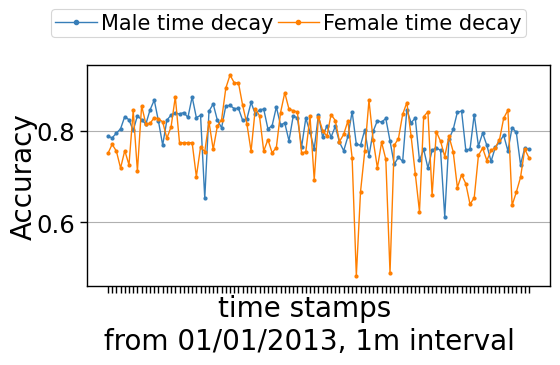 Male time decay Female time decay
Accuracy
0.8
0.6
time stamps
from 01/01/2013, 1m interval